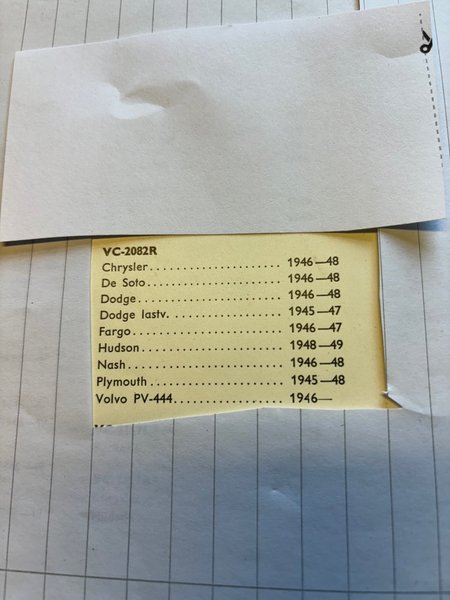 VC-2082R
Chrysler..................... 1946—48
De Soto..................... 1946—48
Dodge...................... 1946—48
Dodge lastv. ................. 1945—47
Fargo....................... 1946—47
Hudson..................... 1948—49
Nash........................ 1946—48
Plymouth.................... 1945—48
Volvo PV-444................. 1946—